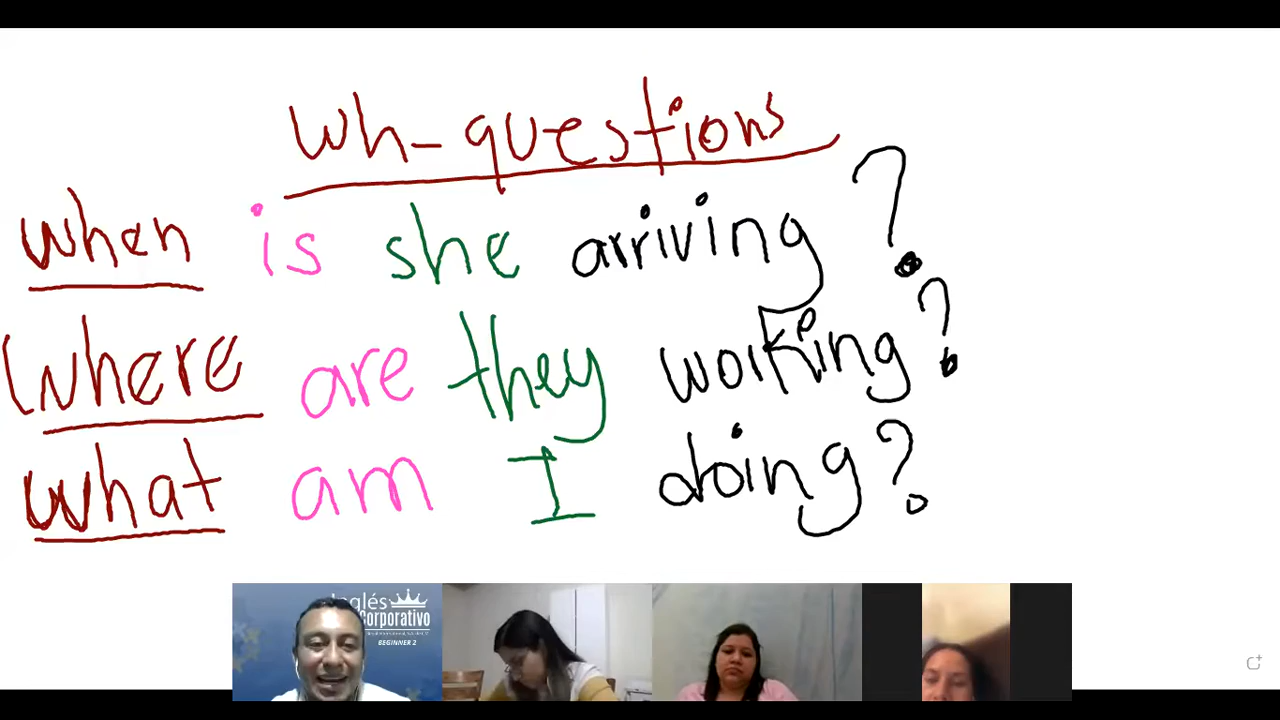 wh-questions
when is she arriving?
Where are they working?
what am I doing?
Inglés
Corporativo
BEGINNER 2